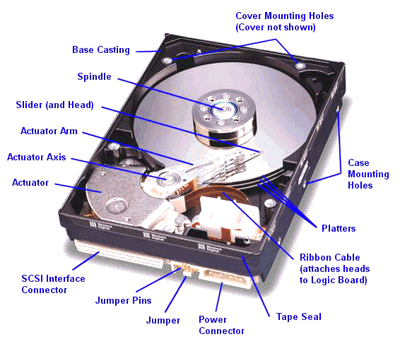 Cover Mounting Holes
(Cover not shown)
Base Casting
Spindle
Slider (and Head)
Actuator Arm
Actuator Axis
Actuator
Case
Mounting
Holes
Platters
Ribbon Cable
(attaches heads
to Logic Board)
SCSI Interface
Connector
Jumper Pins
Jumper
Power
Connector
Tape Seal